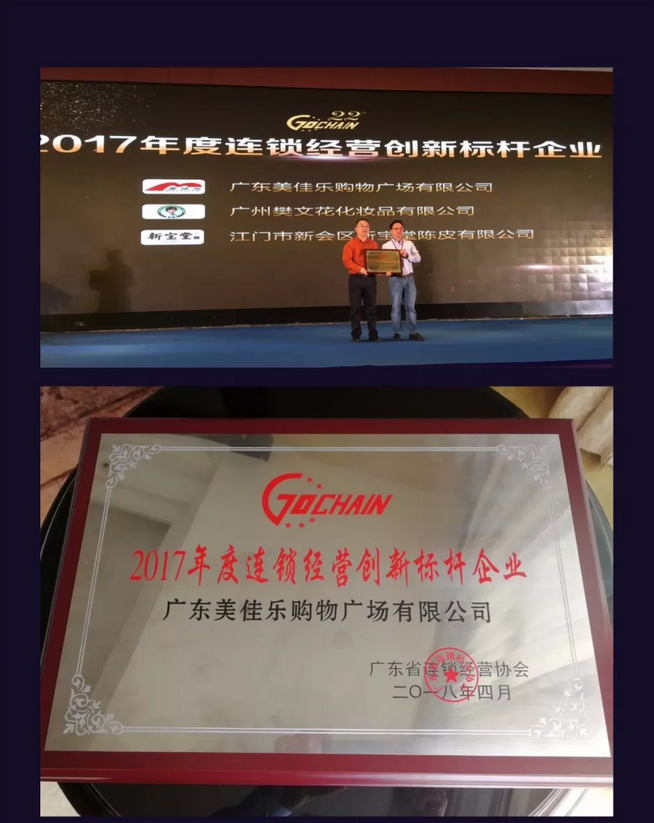 GOCHAIN 22
2017年度连锁经营创新标杆企业
广东美佳乐购物广场有限公司
广州樊文花化妆品有限公司
新宝堂
江门市新会区新宝堂陈皮有限公司
GOCHAIN
2017年度连锁经营创新标杆企业
广东美佳乐购物广场有限公司
广东省连锁经营协会
二〇一八年四月